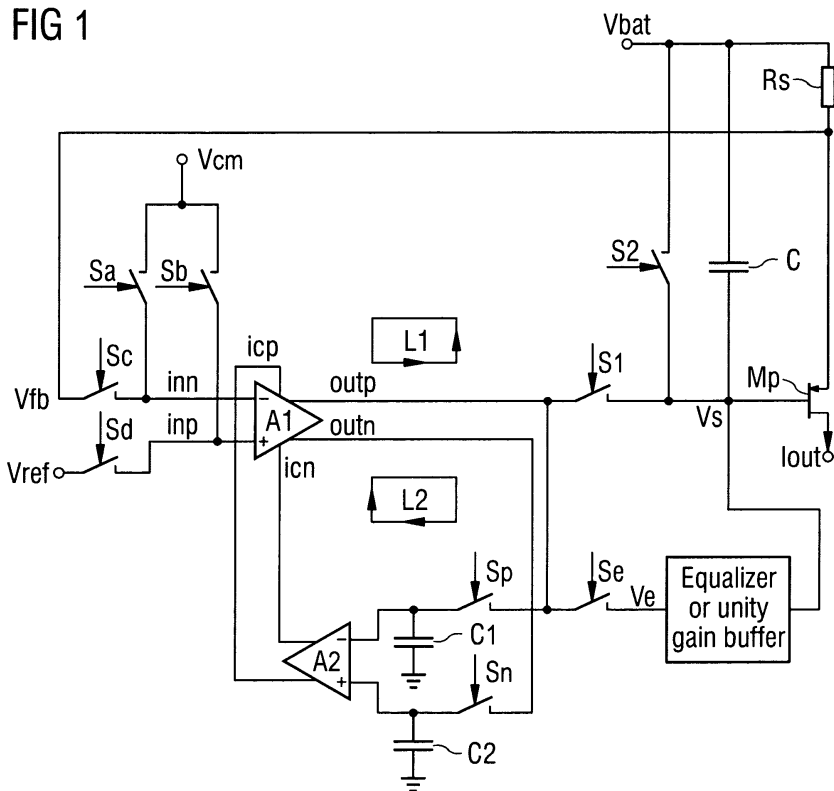 FIG 1
Vbat
Rs
Vcm
Sa
Sb
S2
C
icp
L1
Sc
inn
outp
S1
Mp
Vfb
A1
Vs
Sd
inp
outn
Vref
icn
Iout
L2
Sp
Se
Ve
Equalizer
or unity
gain buffer
C1
A2
Sn
C2